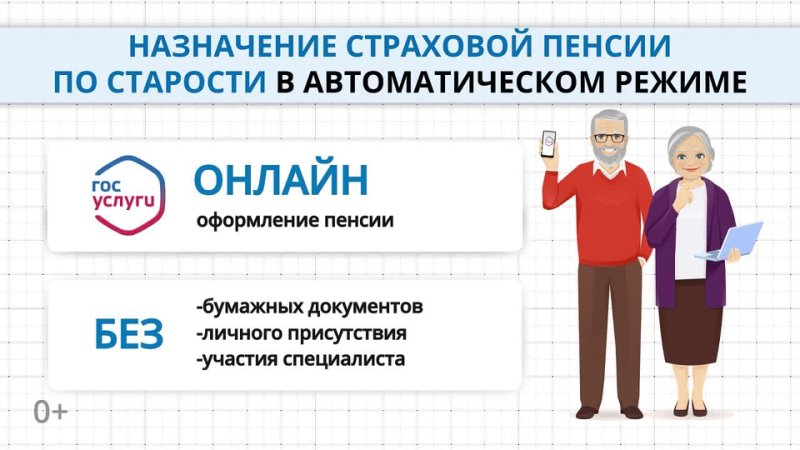 НАЗНАЧЕНИЕ СТРАХОВОЙ ПЕНСИИ
ПО СТАРОСТИ В АВТОМАТИЧЕСКОМ РЕЖИМЕ
гос
услуги
ОНЛАЙН
оформление пенсии
БЕЗ
-бумажных документов
-личного присутствия
-участия специалиста
0+